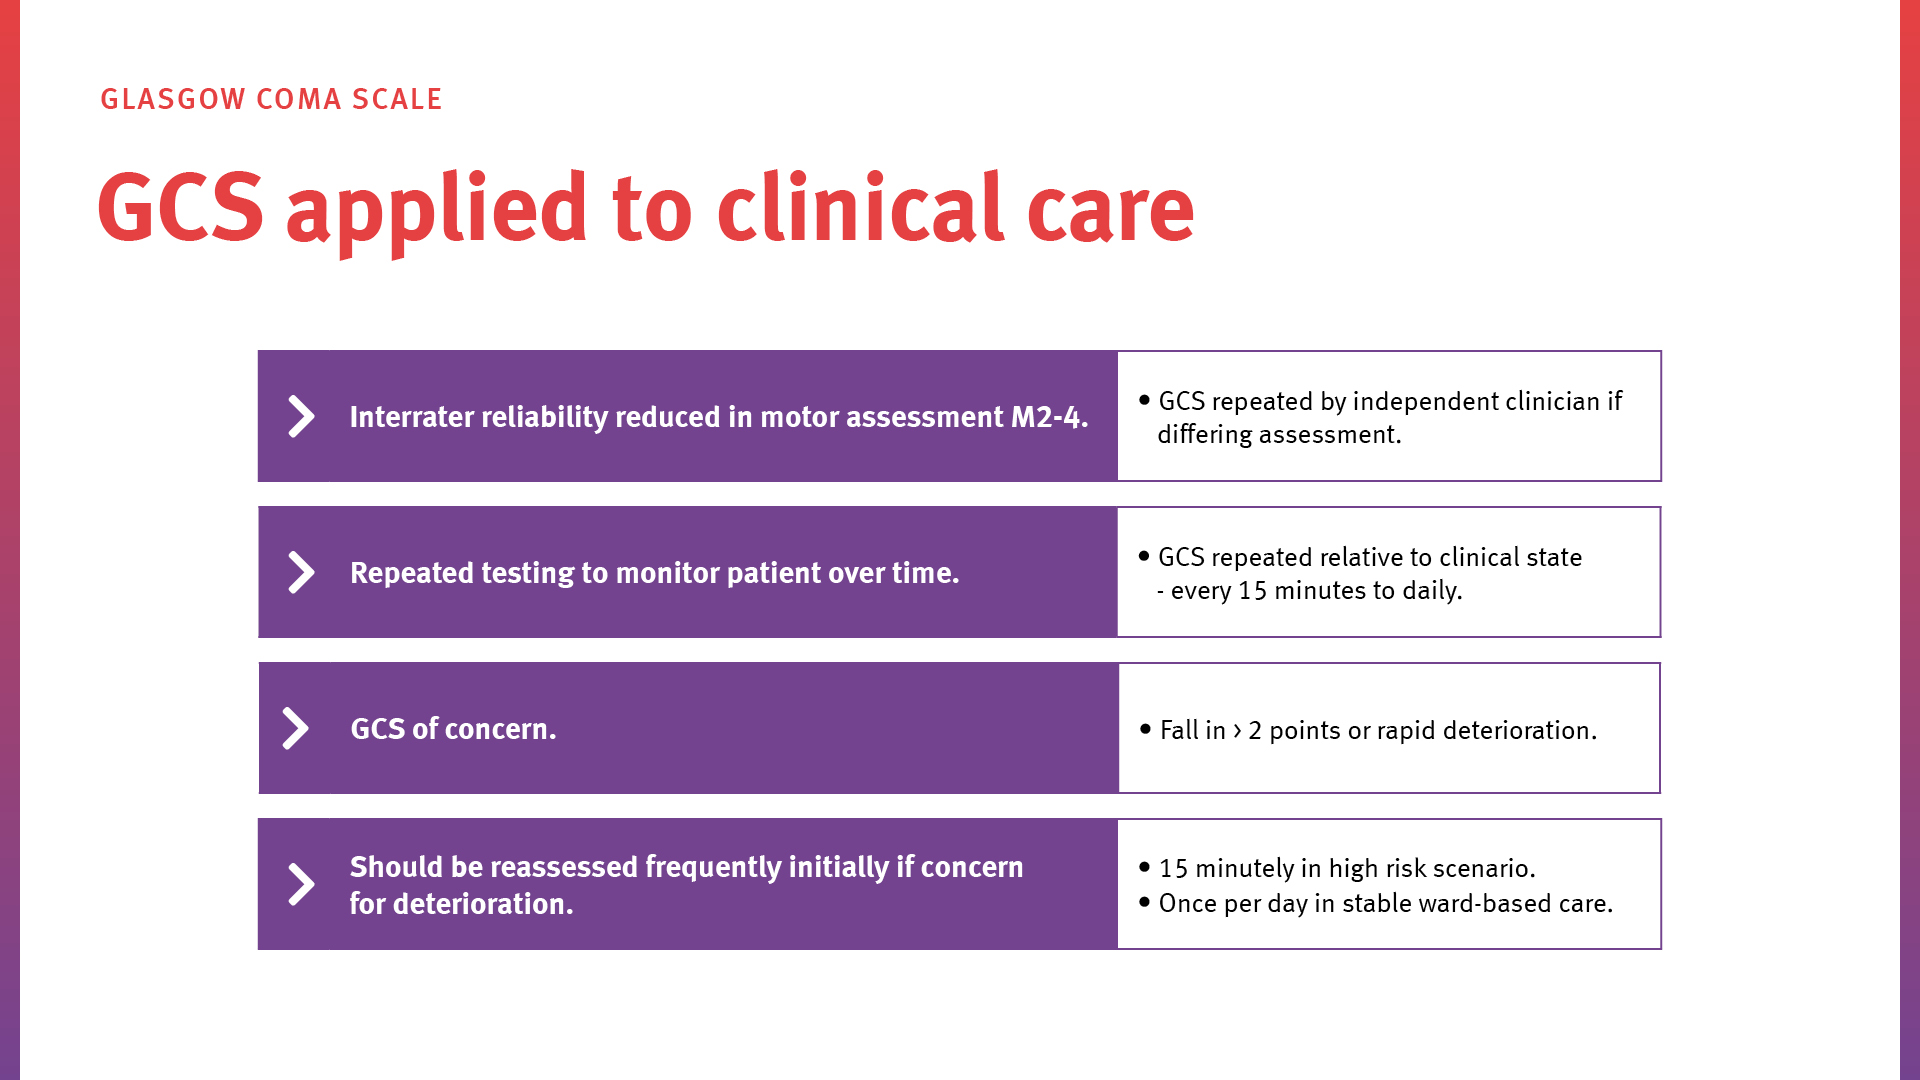 GLASGOW COMA SCALE
GCS applied to clinical care
Interrater reliability reduced in motor assessment M2-4.
• GCS repeated by independent clinician if
differing assessment.
Repeated testing to monitor patient over time.
• GCS repeated relative to clinical state
- every 15 minutes to daily.
GCS of concern.
• Fall in > 2 points or rapid deterioration.
Should be reassessed frequently initially if concern
for deterioration.
• 15 minutely in high risk scenario.
• Once per day in stable ward-based care.